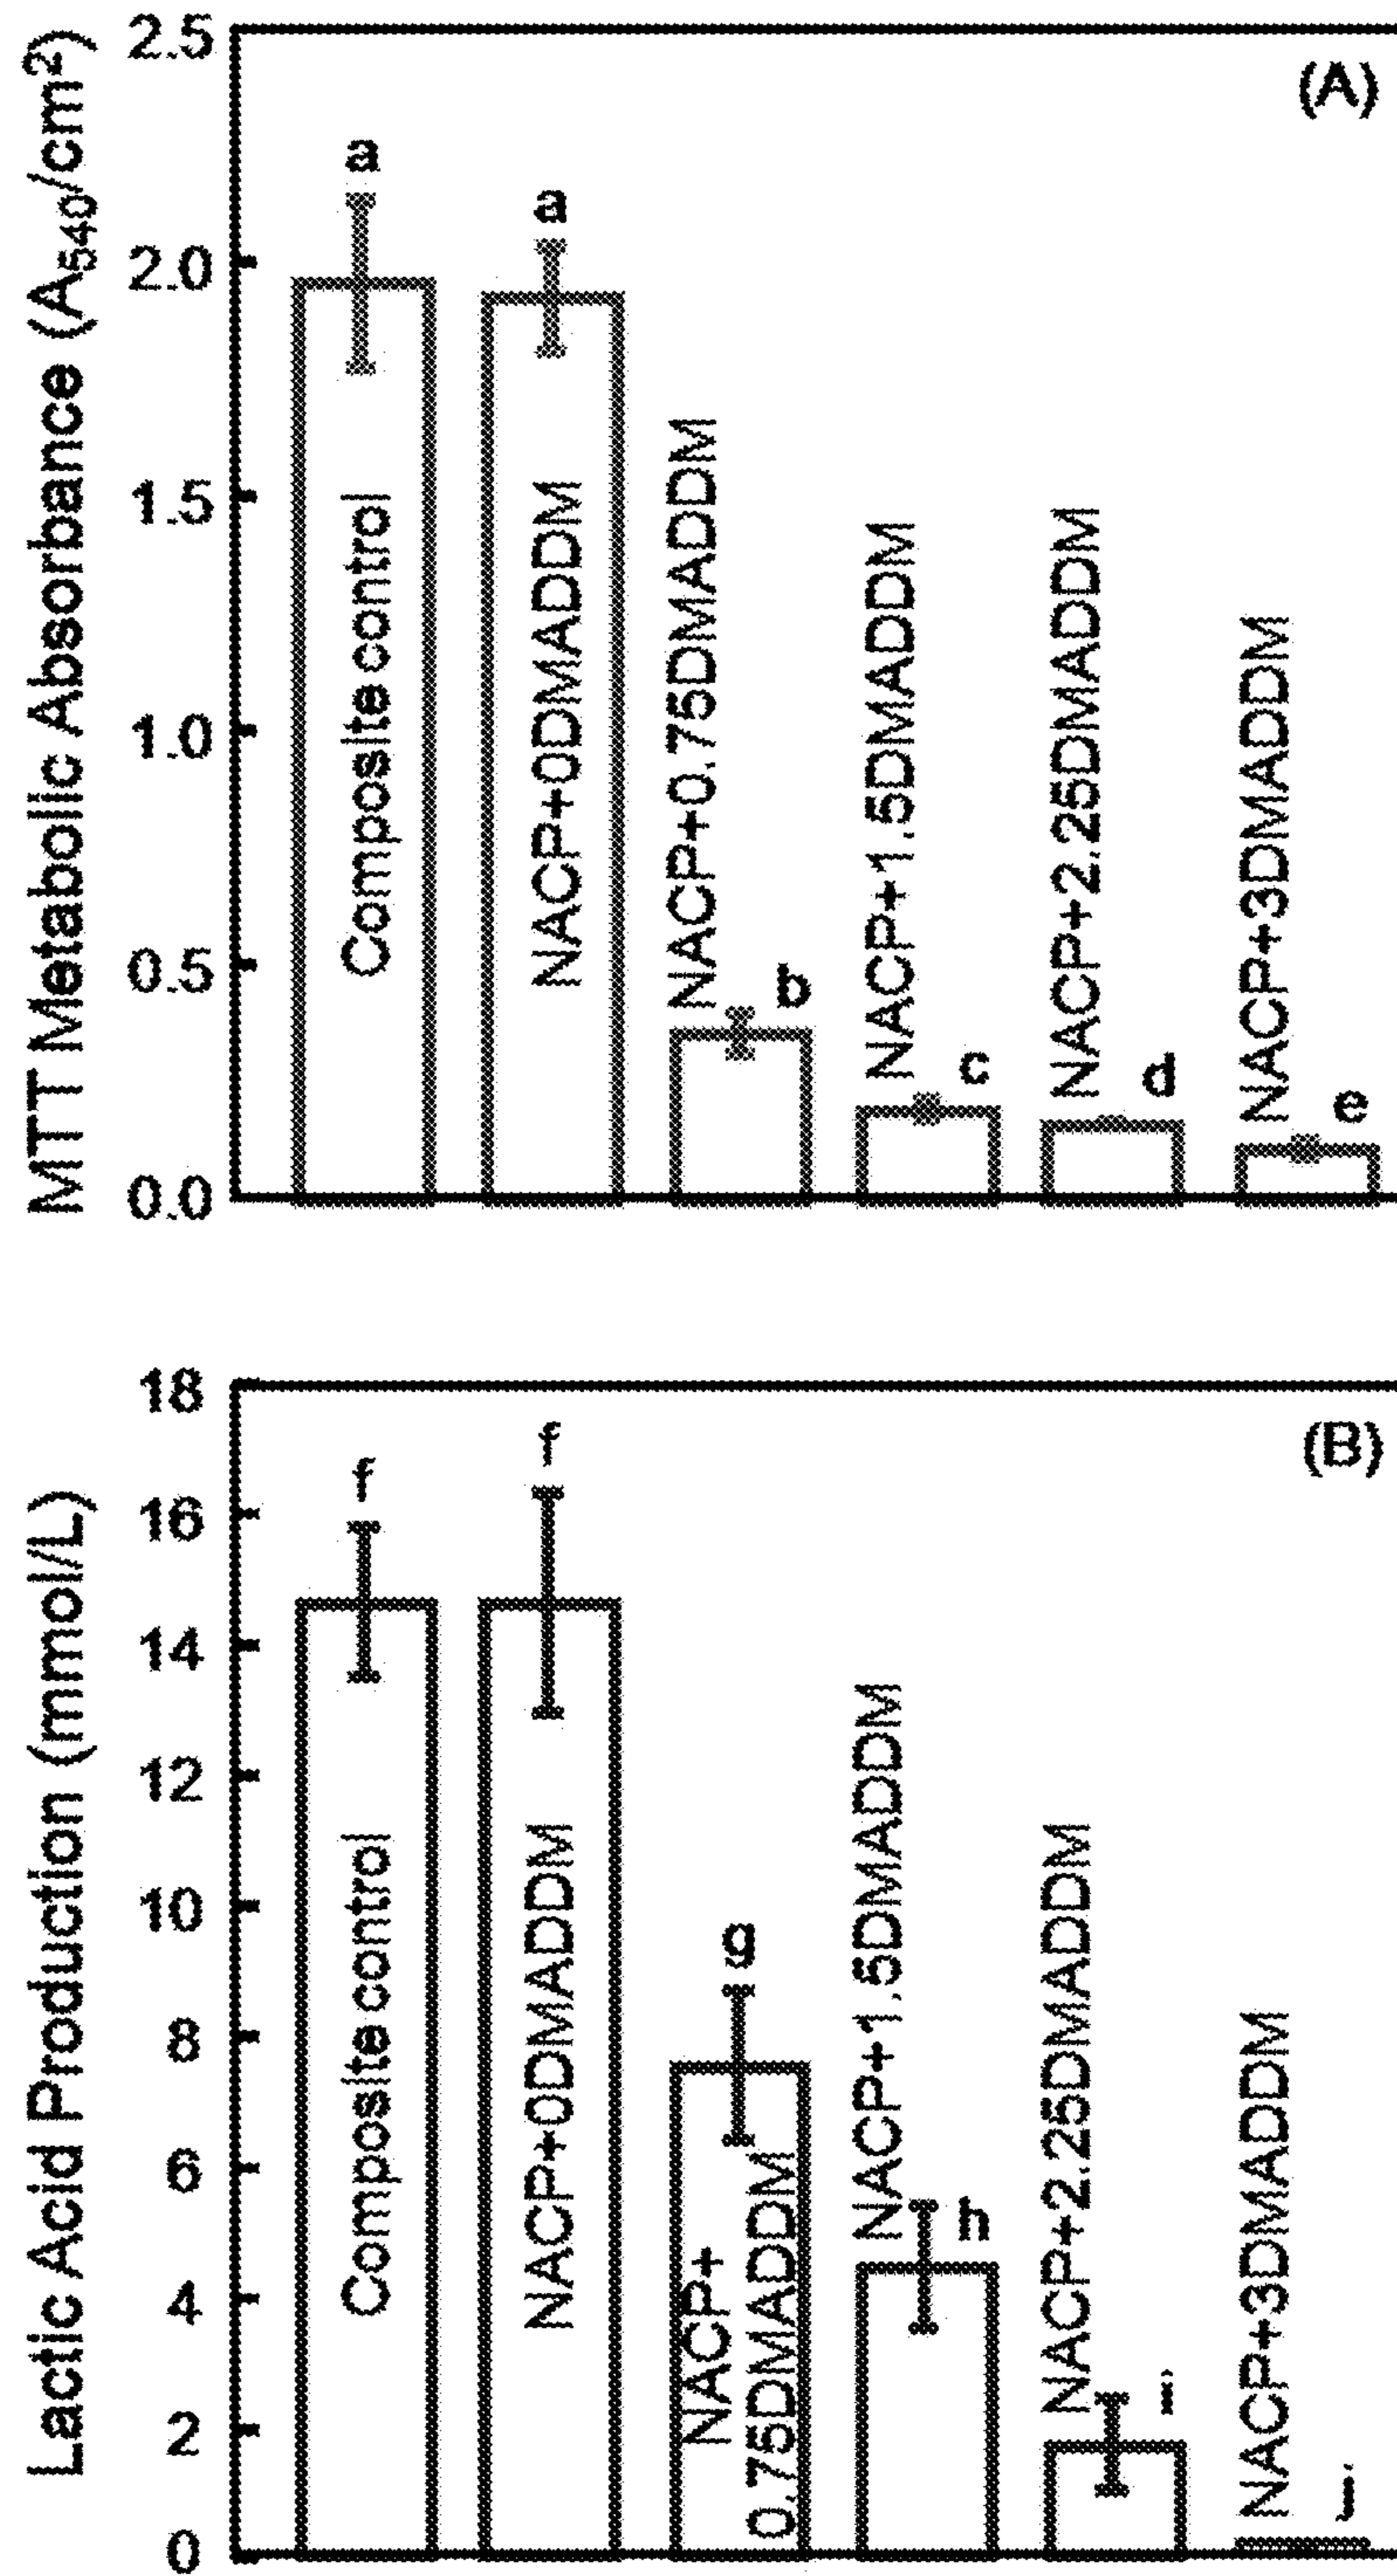 MTT Metabolic Absorbance (A540/cm²)
2.5
2.0
1.5
1.0
0.5
0.0
(A)
a
a
b
c
d
e
Composite control
NACP+0DMADDM
NACP+0.75DMADDM
NACP+1.5DMADDM
NACP+2.25DMADDM
NACP+3DMADDM
Lactic Acid Production (mmol/L)
18
16
14
12
10
8
6
4
2
0
(B)
f
f
g
h
i
j
Composite control
NACP+0DMADDM
NACP+
0.75DMADDM
NACP+1.5DMADDM
NACP+2.25DMADDM
NACP+3DMADDM